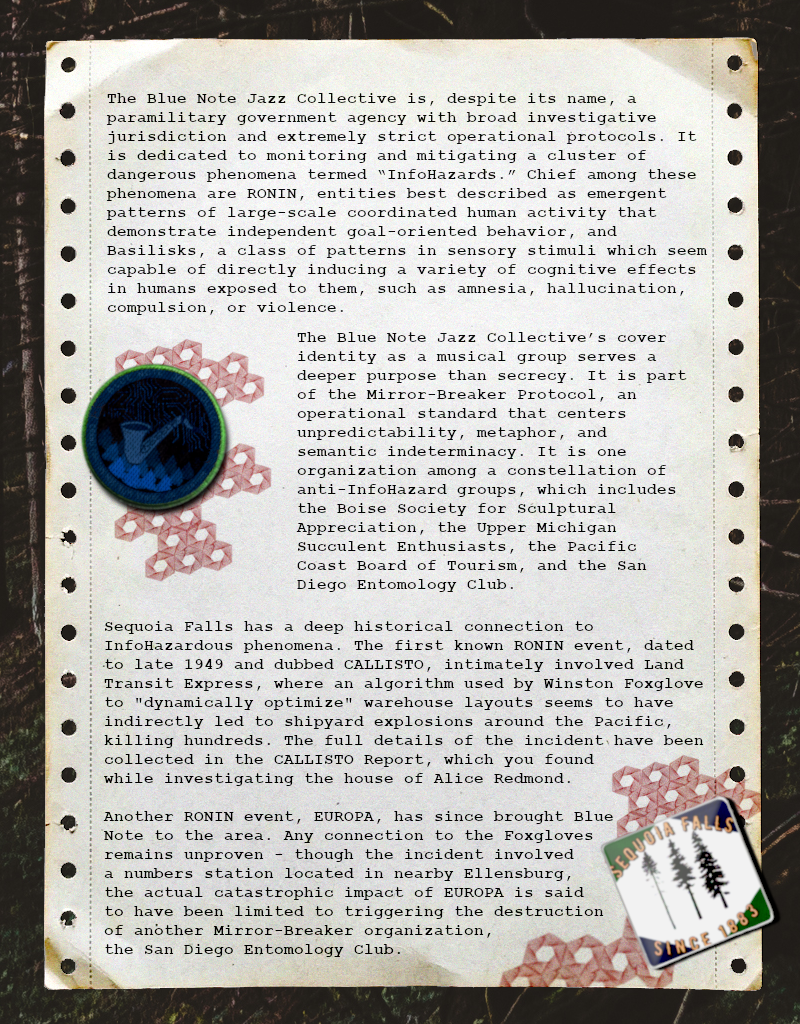 The Blue Note Jazz Collective is, despite its name, a
paramilitary government agency with broad investigative
jurisdiction and extremely strict operational protocols. It
is dedicated to monitoring and mitigating a cluster of
dangerous phenomena termed “InfoHazards.” Chief among these
phenomena are RONIN, entities best described as emergent
patterns of large-scale coordinated human activity that
demonstrate independent goal-oriented behavior, and
Basilisks, a class of patterns in sensory stimuli which seem
capable of directly inducing a variety of cognitive effects
in humans exposed to them, such as amnesia, hallucination,
compulsion, or violence.
The Blue Note Jazz Collective’s cover
identity as a musical group serves a
deeper purpose than secrecy. It is part
of the Mirror-Breaker Protocol, an
operational standard that centers
unpredictability, metaphor, and
semantic indeterminacy. It is one
organization among a constellation of
anti-InfoHazard groups, which includes
the Boise Society for Sculptural
Appreciation, the Upper Michigan
Succulent Enthusiasts, the Pacific
Coast Board of Tourism, and the San
Diego Entomology Club.
Sequoia Falls has a deep historical connection to
InfoHazardous phenomena. The first known RONIN event, dated
to late 1949 and dubbed CALLISTO, intimately involved Land
Transit Express, where an algorithm used by Winston Foxglove
to "dynamically optimize" warehouse layouts seems to have
indirectly led to shipyard explosions around the Pacific,
killing hundreds. The full details of the incident have been
collected in the CALLISTO Report, which you found
while investigating the house of Alice Redmond.
Another RONIN event, EUROPA, has since brought Blue
Note to the area. Any connection to the Foxgloves
remains unproven - though the incident involved
a numbers station located in nearby Ellensburg,
the actual catastrophic impact of EUROPA is said
to have been limited to triggering the destruction
of another Mirror-Breaker organization,
the San Diego Entomology Club.
SEQUOIA FALLS
SINCE 1883